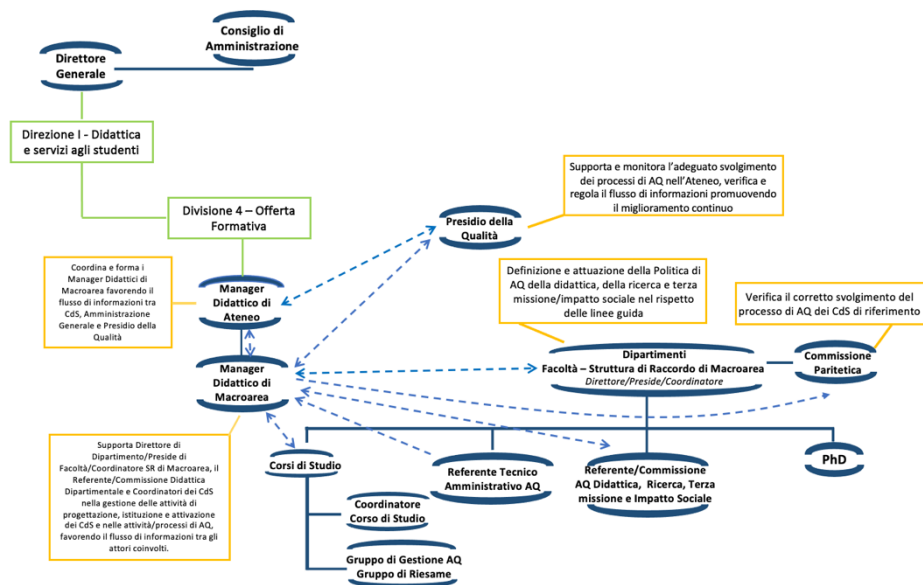 Consiglio di
Amministrazione
Direttore
Generale
Direzione I - Didattica
e servizi agli studenti
Divisione 4 – Offerta
Formativa
Supporta e monitora l'adeguato svolgimento
dei processi di AQ nell'Ateneo, verifica e
regola il flusso di informazioni promuovendo
il miglioramento continuo
Presidio della
Qualità
Coordina e forma i
Manager Didattici di
Macroarea favorendo il
flusso di informazioni tra
CdS, Amministrazione
Generale e Presidio della
Qualità
Manager
Didattico di
Ateneo
Definizione e attuazione della Politica di
AQ della didattica, della ricerca e terza
missione/impatto sociale nel rispetto
delle linee guida
Verifica il corretto svolgimento del
processo di AQ dei CdS di riferimento
Manager
Didattico di
Macroarea
Dipartimenti
Facoltà – Struttura di Raccordo di Macroarea
Direttore/Preside/Coordinatore
Commissione
Paritetica
Supporta Direttore di
Dipartimento/Preside di
Facoltà/Coordinatore SR di Macroarea, il
Referente/Commissione Didattica
Dipartimentale e Coordinatori dei CdS
nella gestione delle attività di
progettazione, istituzione e attivazione
dei CdS e nelle attività/processi di AQ,
favorendo il flusso di informazioni tra gli
attori coinvolti.
Corsi di Studio
Referente Tecnico
Amministrativo AQ
Referente/Commissione
AQ Didattica, Ricerca, Terza
missione e Impatto Sociale
PhD
Coordinatore
Corso di Studio
Gruppo di Gestione AQ
Gruppo di Riesame